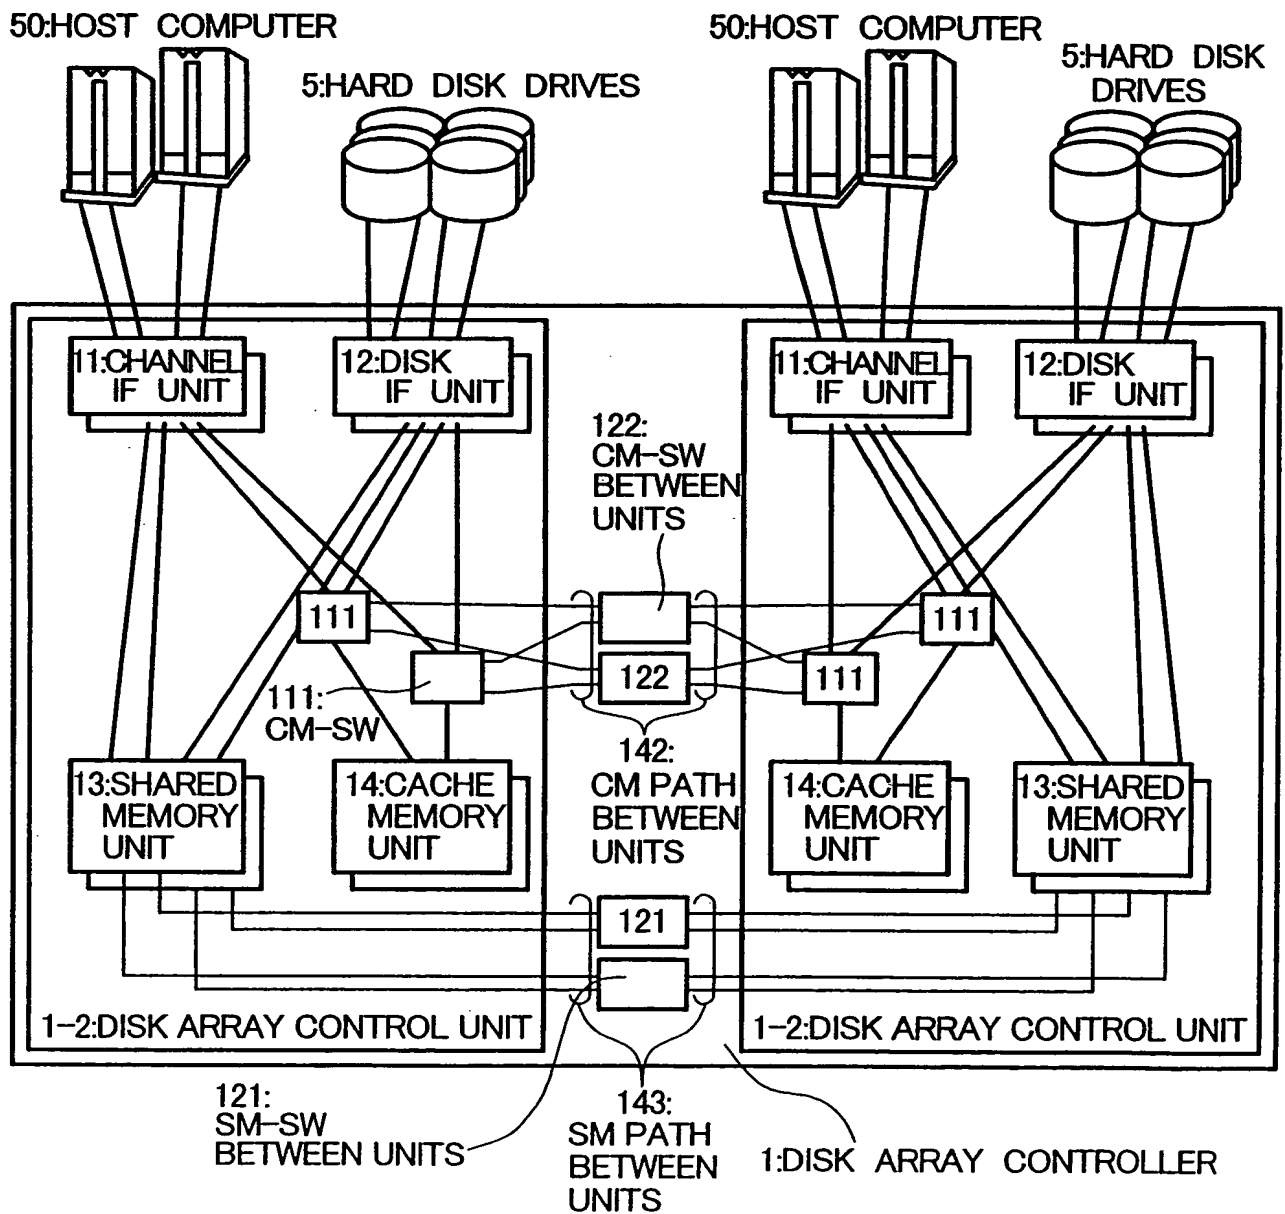 50:HOST COMPUTER
5:HARD DISK DRIVES
50:HOST COMPUTER
5:HARD DISK
DRIVES
11:CHANNEL
IF UNIT
12:DISK
IF UNIT
11:CHANNEL
IF UNIT
12:DISK
IF UNIT
122:
CM-SW
BETWEEN
UNITS
111
111
122
111
111:
CM-SW
142:
CM PATH
BETWEEN
UNITS
13:SHARED
MEMORY
UNIT
14:CACHE
MEMORY
UNIT
14:CACHE
MEMORY
UNIT
13:SHARED
MEMORY
UNIT
121
1-2:DISK ARRAY CONTROL UNIT
1-2:DISK ARRAY CONTROL UNIT
121:
SM-SW
BETWEEN UNITS
143:
SM PATH
BETWEEN
UNITS
1:DISK ARRAY CONTROLLER